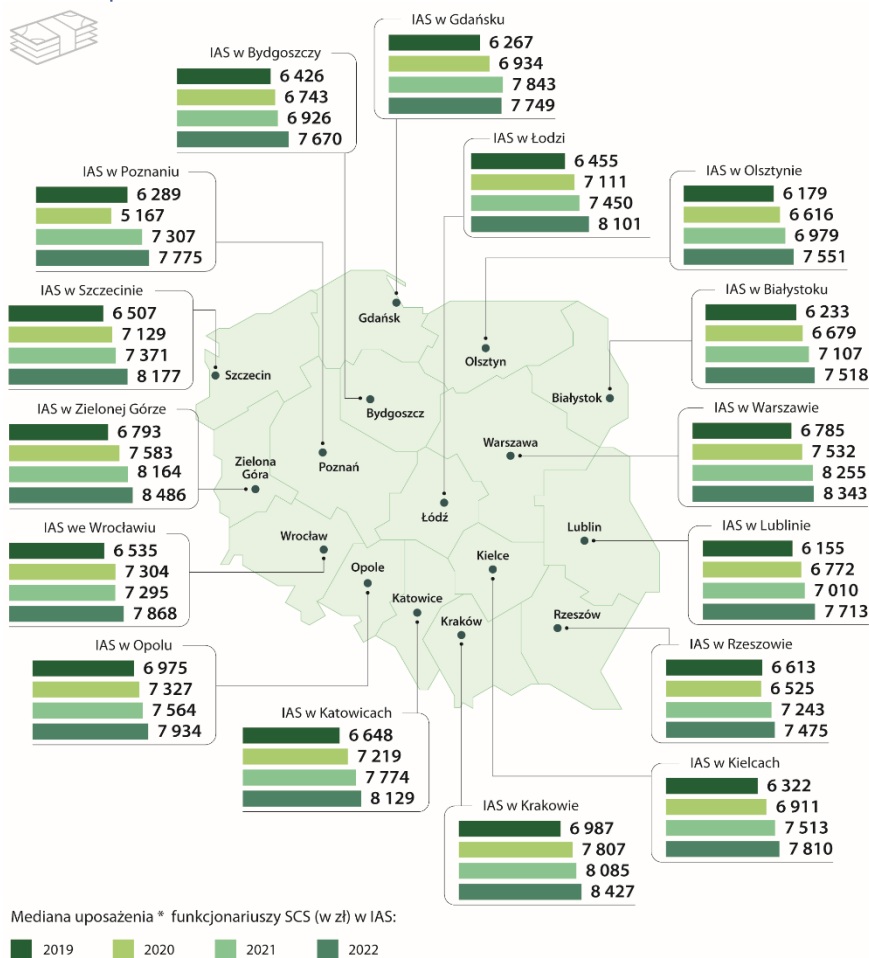 IAS w Gdańsku
6 267
6 934
7 843
7 749
IAS w Bydgoszczy
6 426
6 743
6 926
7 670
IAS w Łodzi
6 455
7 111
7 450
8 101
IAS w Poznaniu
6 289
5 167
7 307
7 775
IAS w Olsztynie
6 179
6 616
6 979
7 551
IAS w Szczecinie
6 507
7 129
7 371
8 177
IAS w Białystoku
6 233
6 679
7 107
7 518
IAS w Zielonej Górze
6 793
7 583
8 164
8 486
IAS w Warszawie
6 785
7 532
8 255
8 343
IAS we Wrocławiu
6 535
7 304
7 295
7 868
IAS w Lublinie
6 155
6 772
7 010
7 713
IAS w Opolu
6 975
7 327
7 564
7 934
IAS w Rzeszowie
6 613
6 525
7 243
7 475
IAS w Katowicach
6 648
7 219
7 774
8 129
IAS w Kielcach
6 322
6 911
7 513
7 810
IAS w Krakowie
6 987
7 807
8 085
8 427
Gdańsk
Olsztyn
Szczecin
Białystok
Bydgoszcz
Warszawa
Poznań
Zielona
Góra
Łódź
Lublin
Wrocław
Kielce
Opole
Katowice
Kraków
Rzeszów
Mediana uposażenia * funkcjonariuszy SCS (w zł) w IAS:
2019 2020 2021 2022